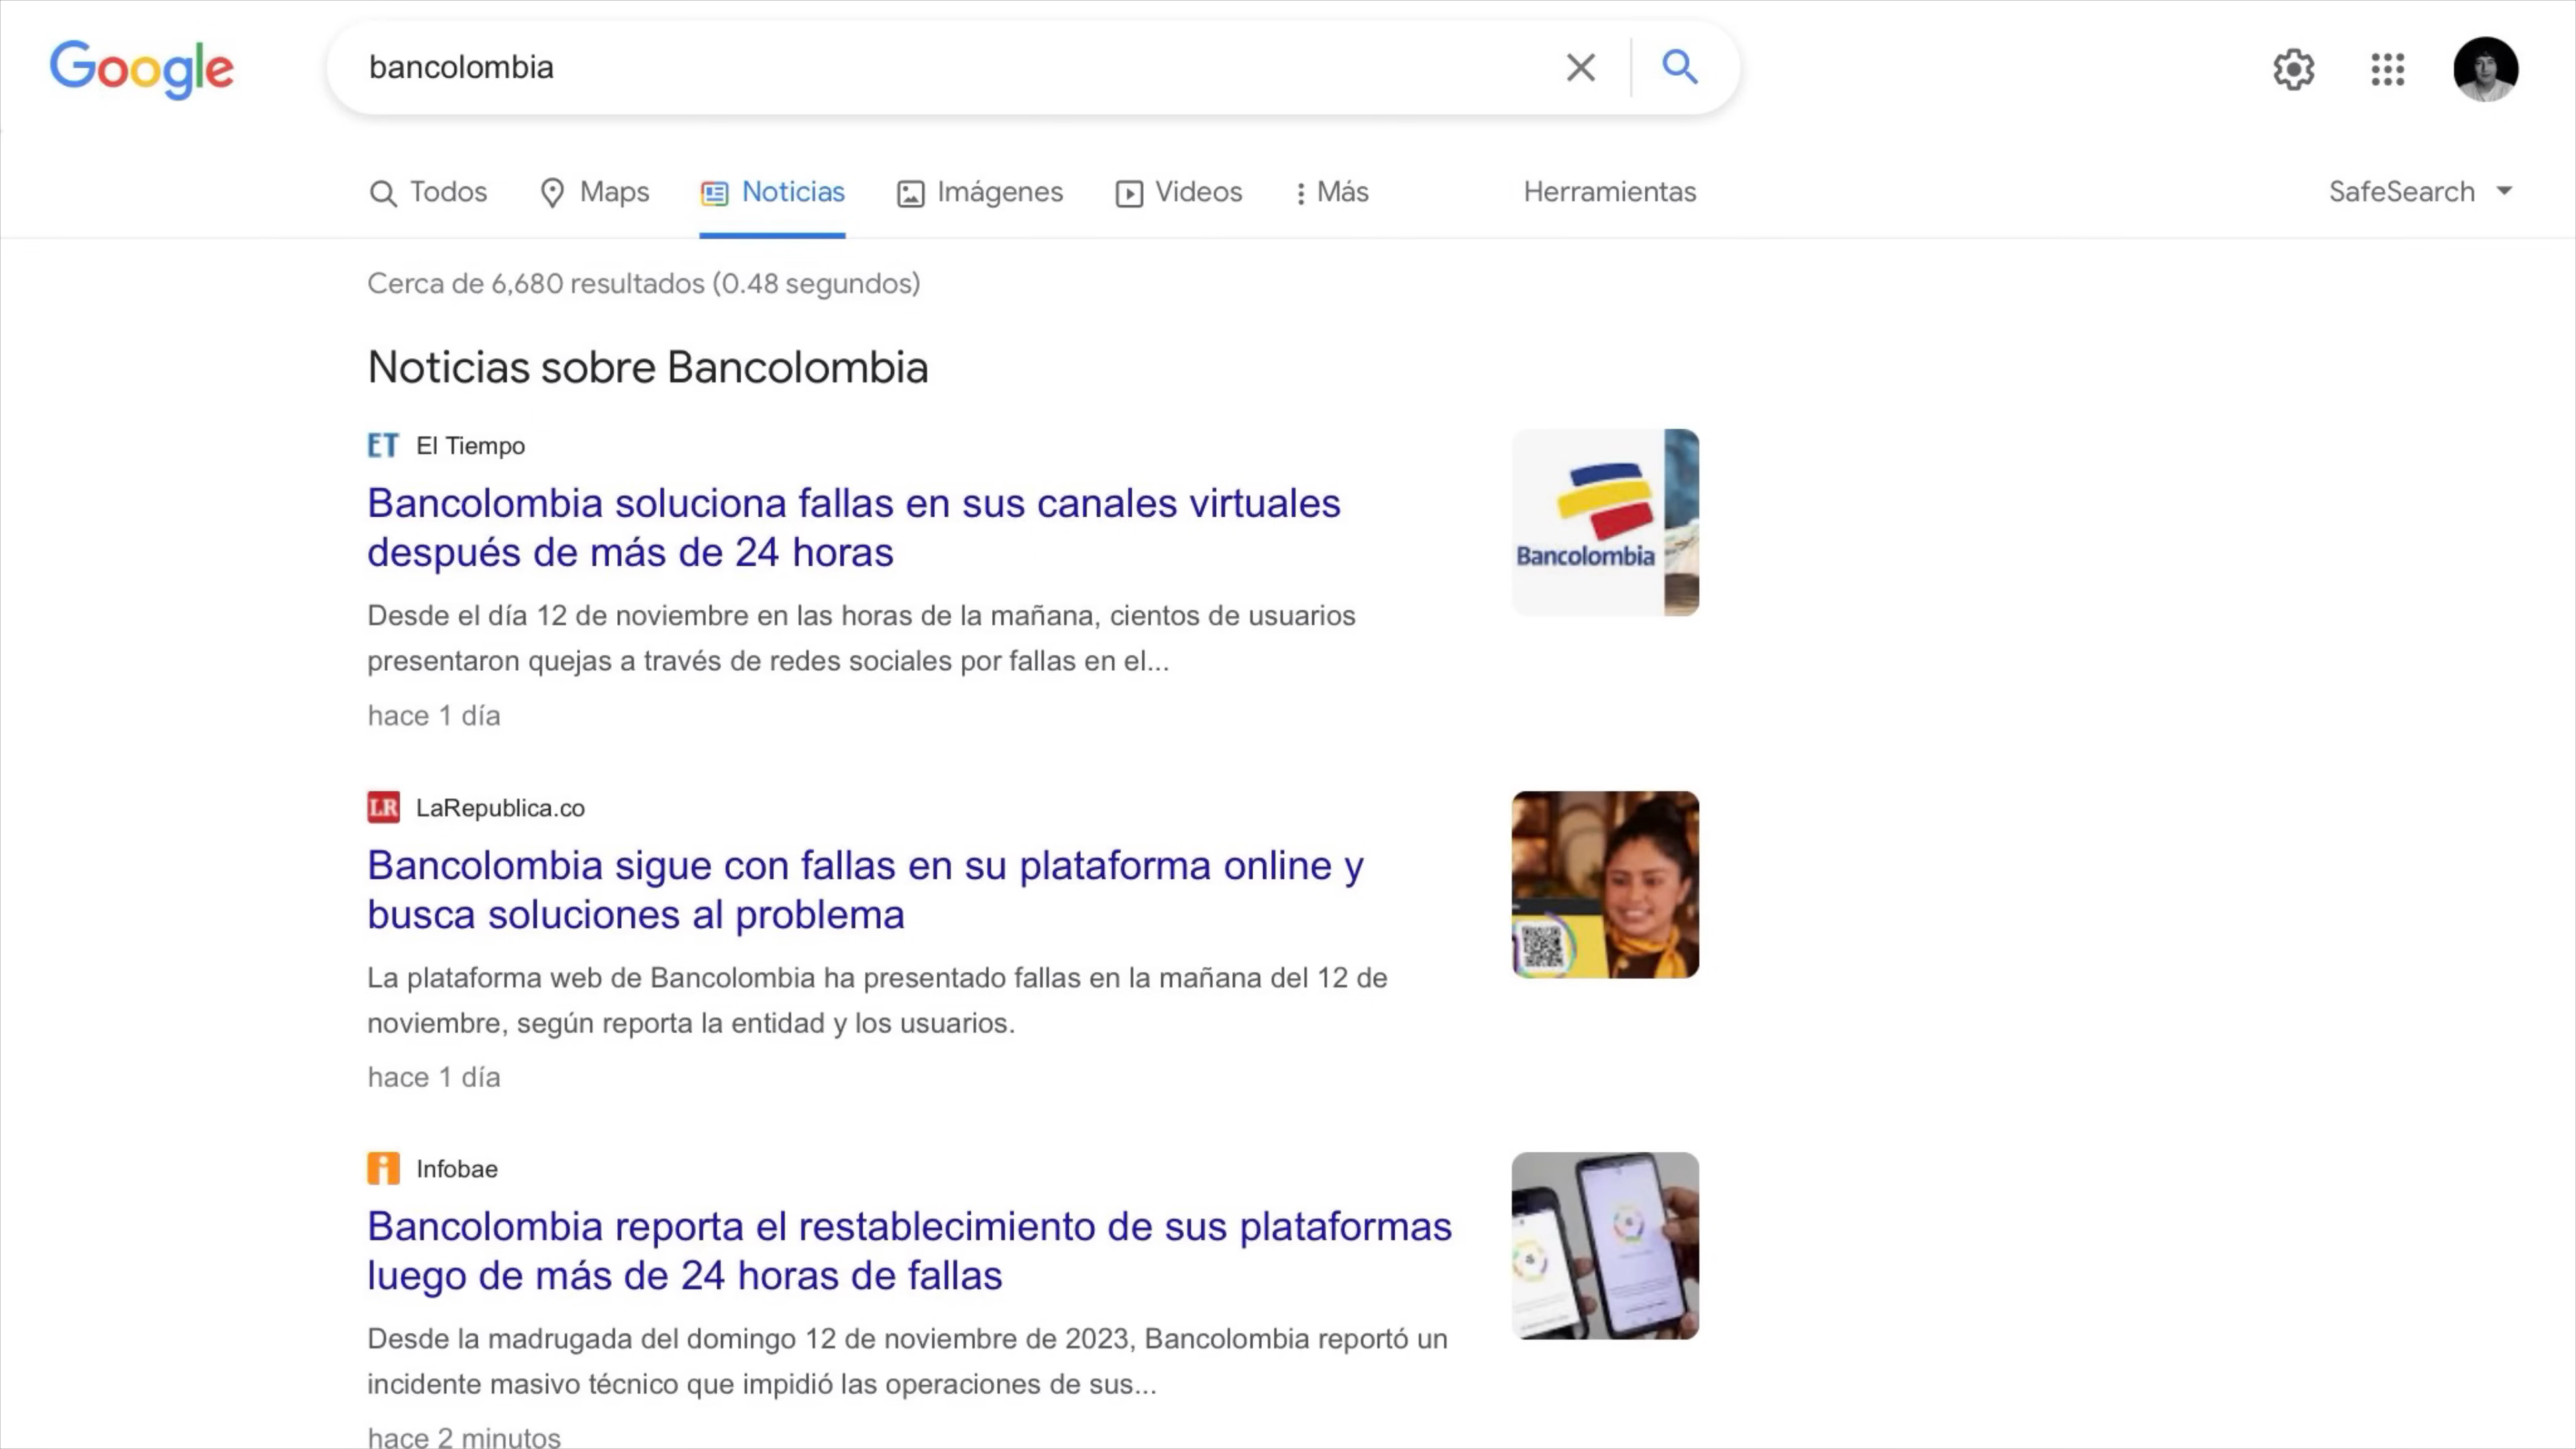 Google
bancolombia
Todos
Maps
Noticias
Imágenes
Videos
Más
Herramientas
SafeSearch
Cerca de 6,680 resultados (0.48 segundos)
Noticias sobre Bancolombia
ET El Tiempo
Bancolombia soluciona fallas en sus canales virtuales
después de más de 24 horas
Desde el día 12 de noviembre en las horas de la mañana, cientos de usuarios
presentaron quejas a través de redes sociales por fallas en el...
hace 1 día
Bancolombia
LR LaRepublica.co
Bancolombia sigue con fallas en su plataforma online y
busca soluciones al problema
La plataforma web de Bancolombia ha presentado fallas en la mañana del 12 de
noviembre, según reporta la entidad y los usuarios.
hace 1 día
i Infobae
Bancolombia reporta el restablecimiento de sus plataformas
luego de más de 24 horas de fallas
Desde la madrugada del domingo 12 de noviembre de 2023, Bancolombia reportó un
incidente masivo técnico que impidió las operaciones de sus...
hace 2 minutos